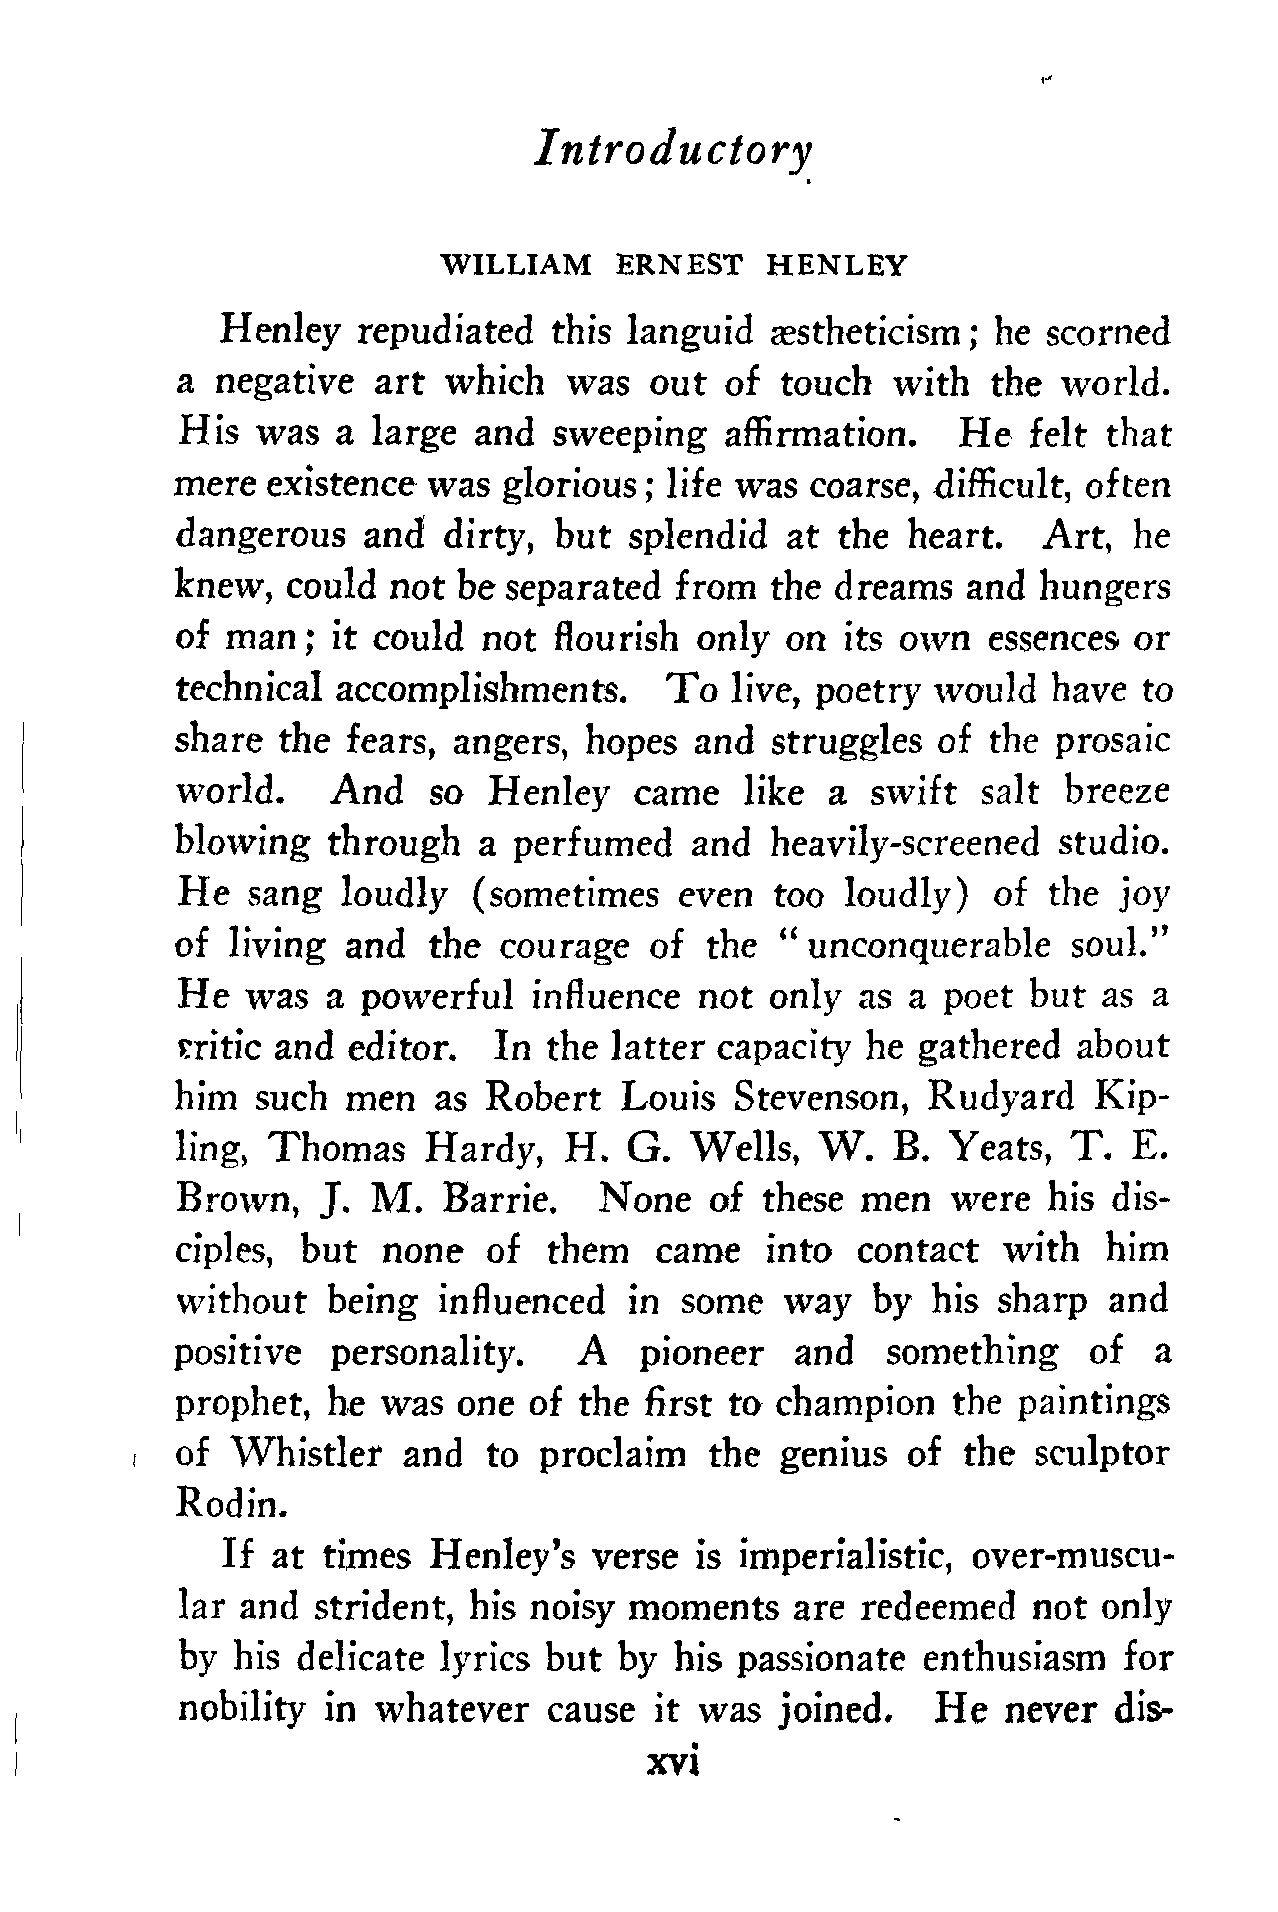 Introductory
WILLIAM ERNEST HENLEY
Henley repudiated this languid æstheticism; he scorned
a negative art which was out of touch with the world.
His was a large and sweeping affirmation. He felt that
mere existence was glorious; life was coarse, difficult, often
dangerous and dirty, but splendid at the heart. Art, he
knew, could not be separated from the dreams and hungers
of man; it could not flourish only on its own essences or
technical accomplishments. To live, poetry would have to
share the fears, angers, hopes and struggles of the prosaic
world. And so Henley came like a swift salt breeze
blowing through a perfumed and heavily-screened studio.
He sang loudly (sometimes even too loudly) of the joy
of living and the courage of the "unconquerable soul."
He was a powerful influence not only as a poet but as a
critic and editor. In the latter capacity he gathered about
him such men as Robert Louis Stevenson, Rudyard Kip-
ling, Thomas Hardy, H. G. Wells, W. B. Yeats, T. E.
Brown, J. M. Barrie. None of these men were his dis-
ciples, but none of them came into contact with him
without being influenced in some way by his sharp and
positive personality. A pioneer and something of a
prophet, he was one of the first to champion the paintings
of Whistler and to proclaim the genius of the sculptor
Rodin.
If at times Henley's verse is imperialistic, over-muscu-
lar and strident, his noisy moments are redeemed not only
by his delicate lyrics but by his passionate enthusiasm for
nobility in whatever cause it was joined. He never dis-
xvi